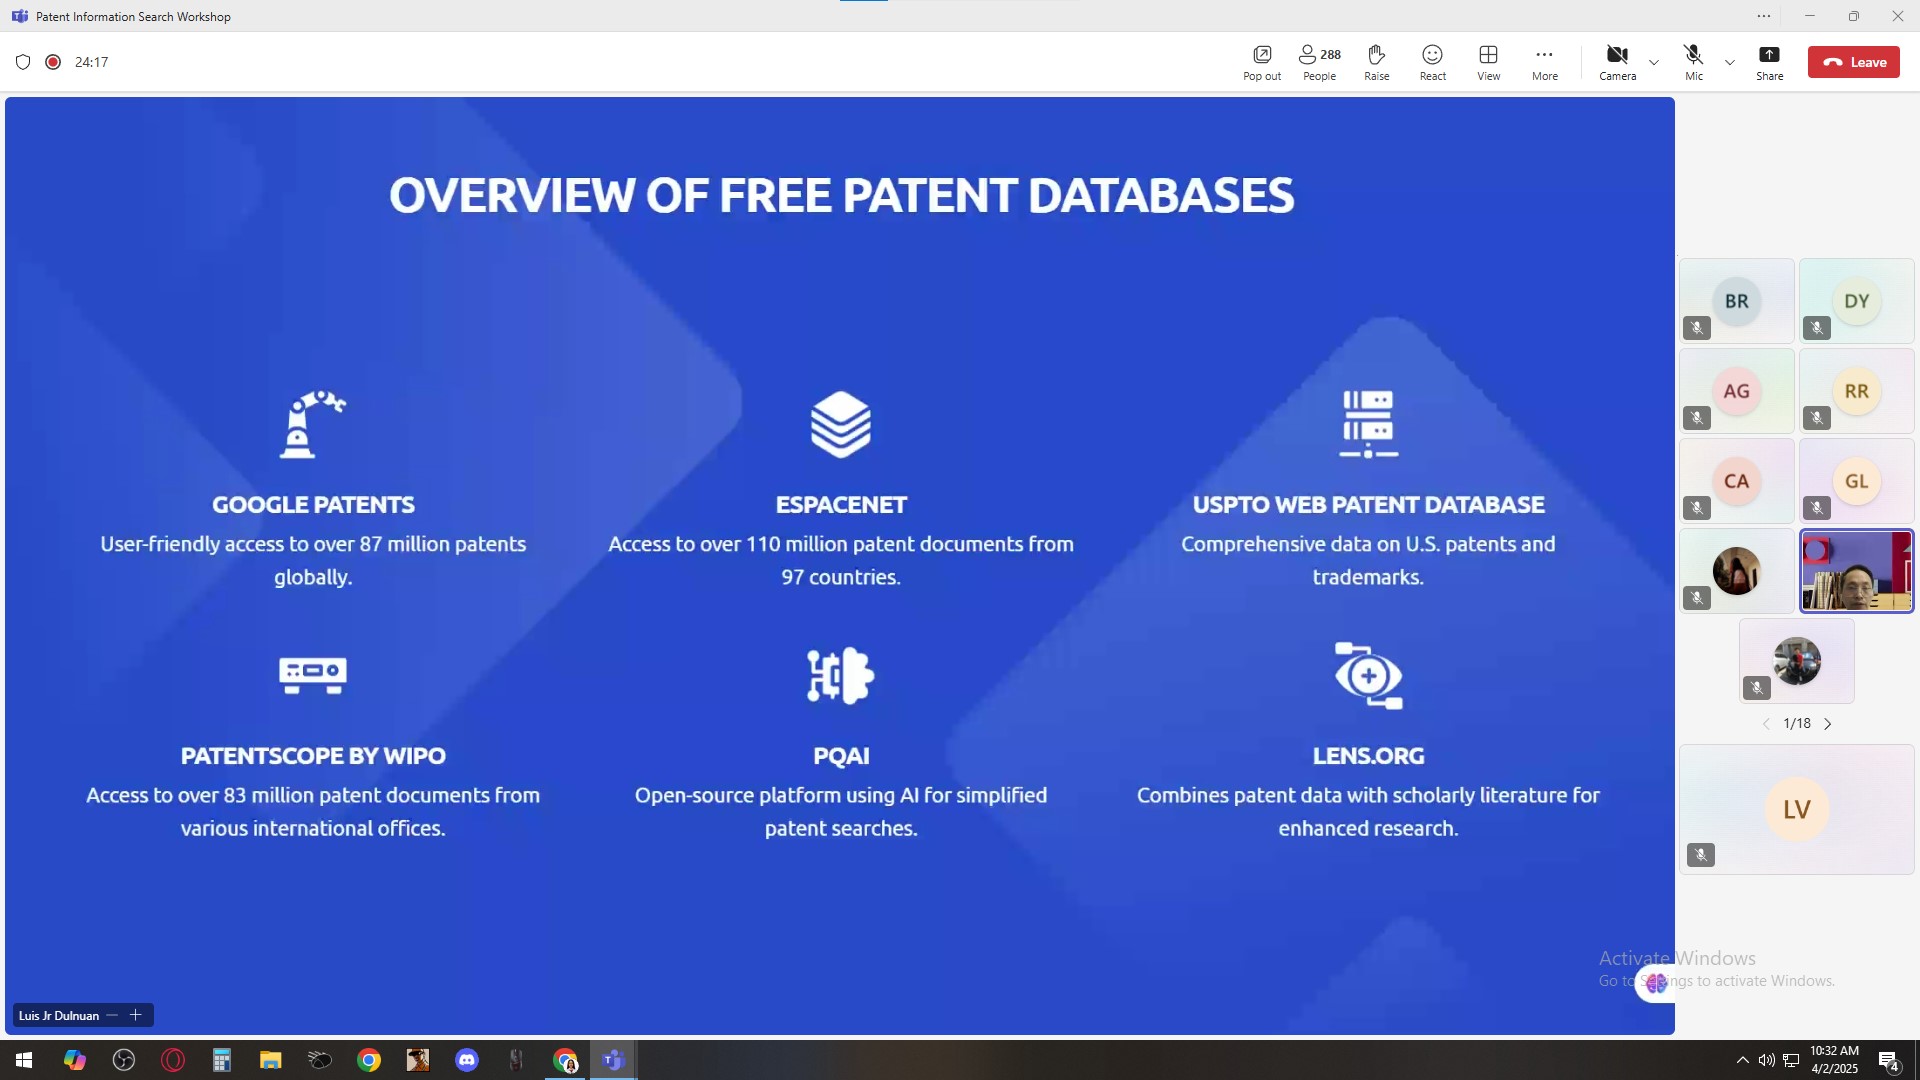 Patent Information Search Workshop
24:17
Pop out
288
People
Raise
React
View
More
Camera
Mic
Share
Leave
OVERVIEW OF FREE PATENT DATABASES
GOOGLE PATENTS
User-friendly access to over 87 million patents
globally.
ESPACENET
Access to over 110 million patent documents from
97 countries.
USPTO WEB PATENT DATABASE
Comprehensive data on U.S. patents and
trademarks.
PATENTSCOPE BY WIPO
Access to over 83 million patent documents from
various international offices.
PQAI
Open-source platform using AI for simplified
patent searches.
LENS.ORG
Combines patent data with scholarly literature for
enhanced research.
BR
DY
AG
RR
CA
GL
1/18
LV
Activate Windows
Go to Settings to activate Windows.
Luis Jr Dulnuan
10:32 AM
4/2/2025
4